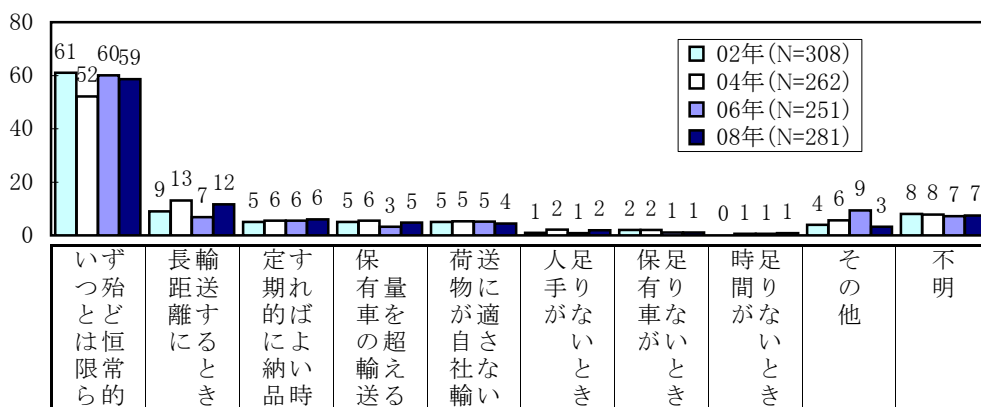 80
60
40
20
0
61
52
60
59
9
13
7
12
5
6
6
6
5
6
3
5
5
5
5
4
1
2
1
2
2
2
1
1
0
1
1
1
4
6
9
3
8
8
7
7
02年(N=308)
04年(N=262)
06年(N=251)
08年(N=281)
いつとは限ら
ず殆ど恒常的
長距離に
輸送するとき
定期的に納品
すればよい時
保有車の輸送
量を超える
荷物が自社輸
送に適さない
人手が
足りないとき
保有車が
足りないとき
時間が
足りないとき
その他
不明